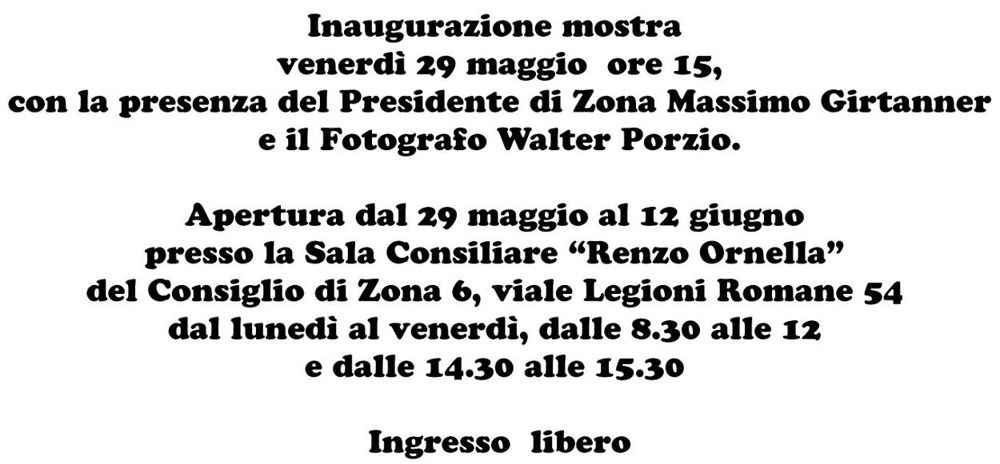 Inaugurazione mostra
venerdì 29 maggio ore 15,
con la presenza del Presidente di Zona Massimo Girtanner
e il Fotografo Walter Porzio.
Apertura dal 29 maggio al 12 giugno
presso la Sala Consiliare “Renzo Ornella”
del Consiglio di Zona 6, viale Legioni Romane 54
dal lunedì al venerdì, dalle 8.30 alle 12
e dalle 14.30 alle 15.30
Ingresso libero